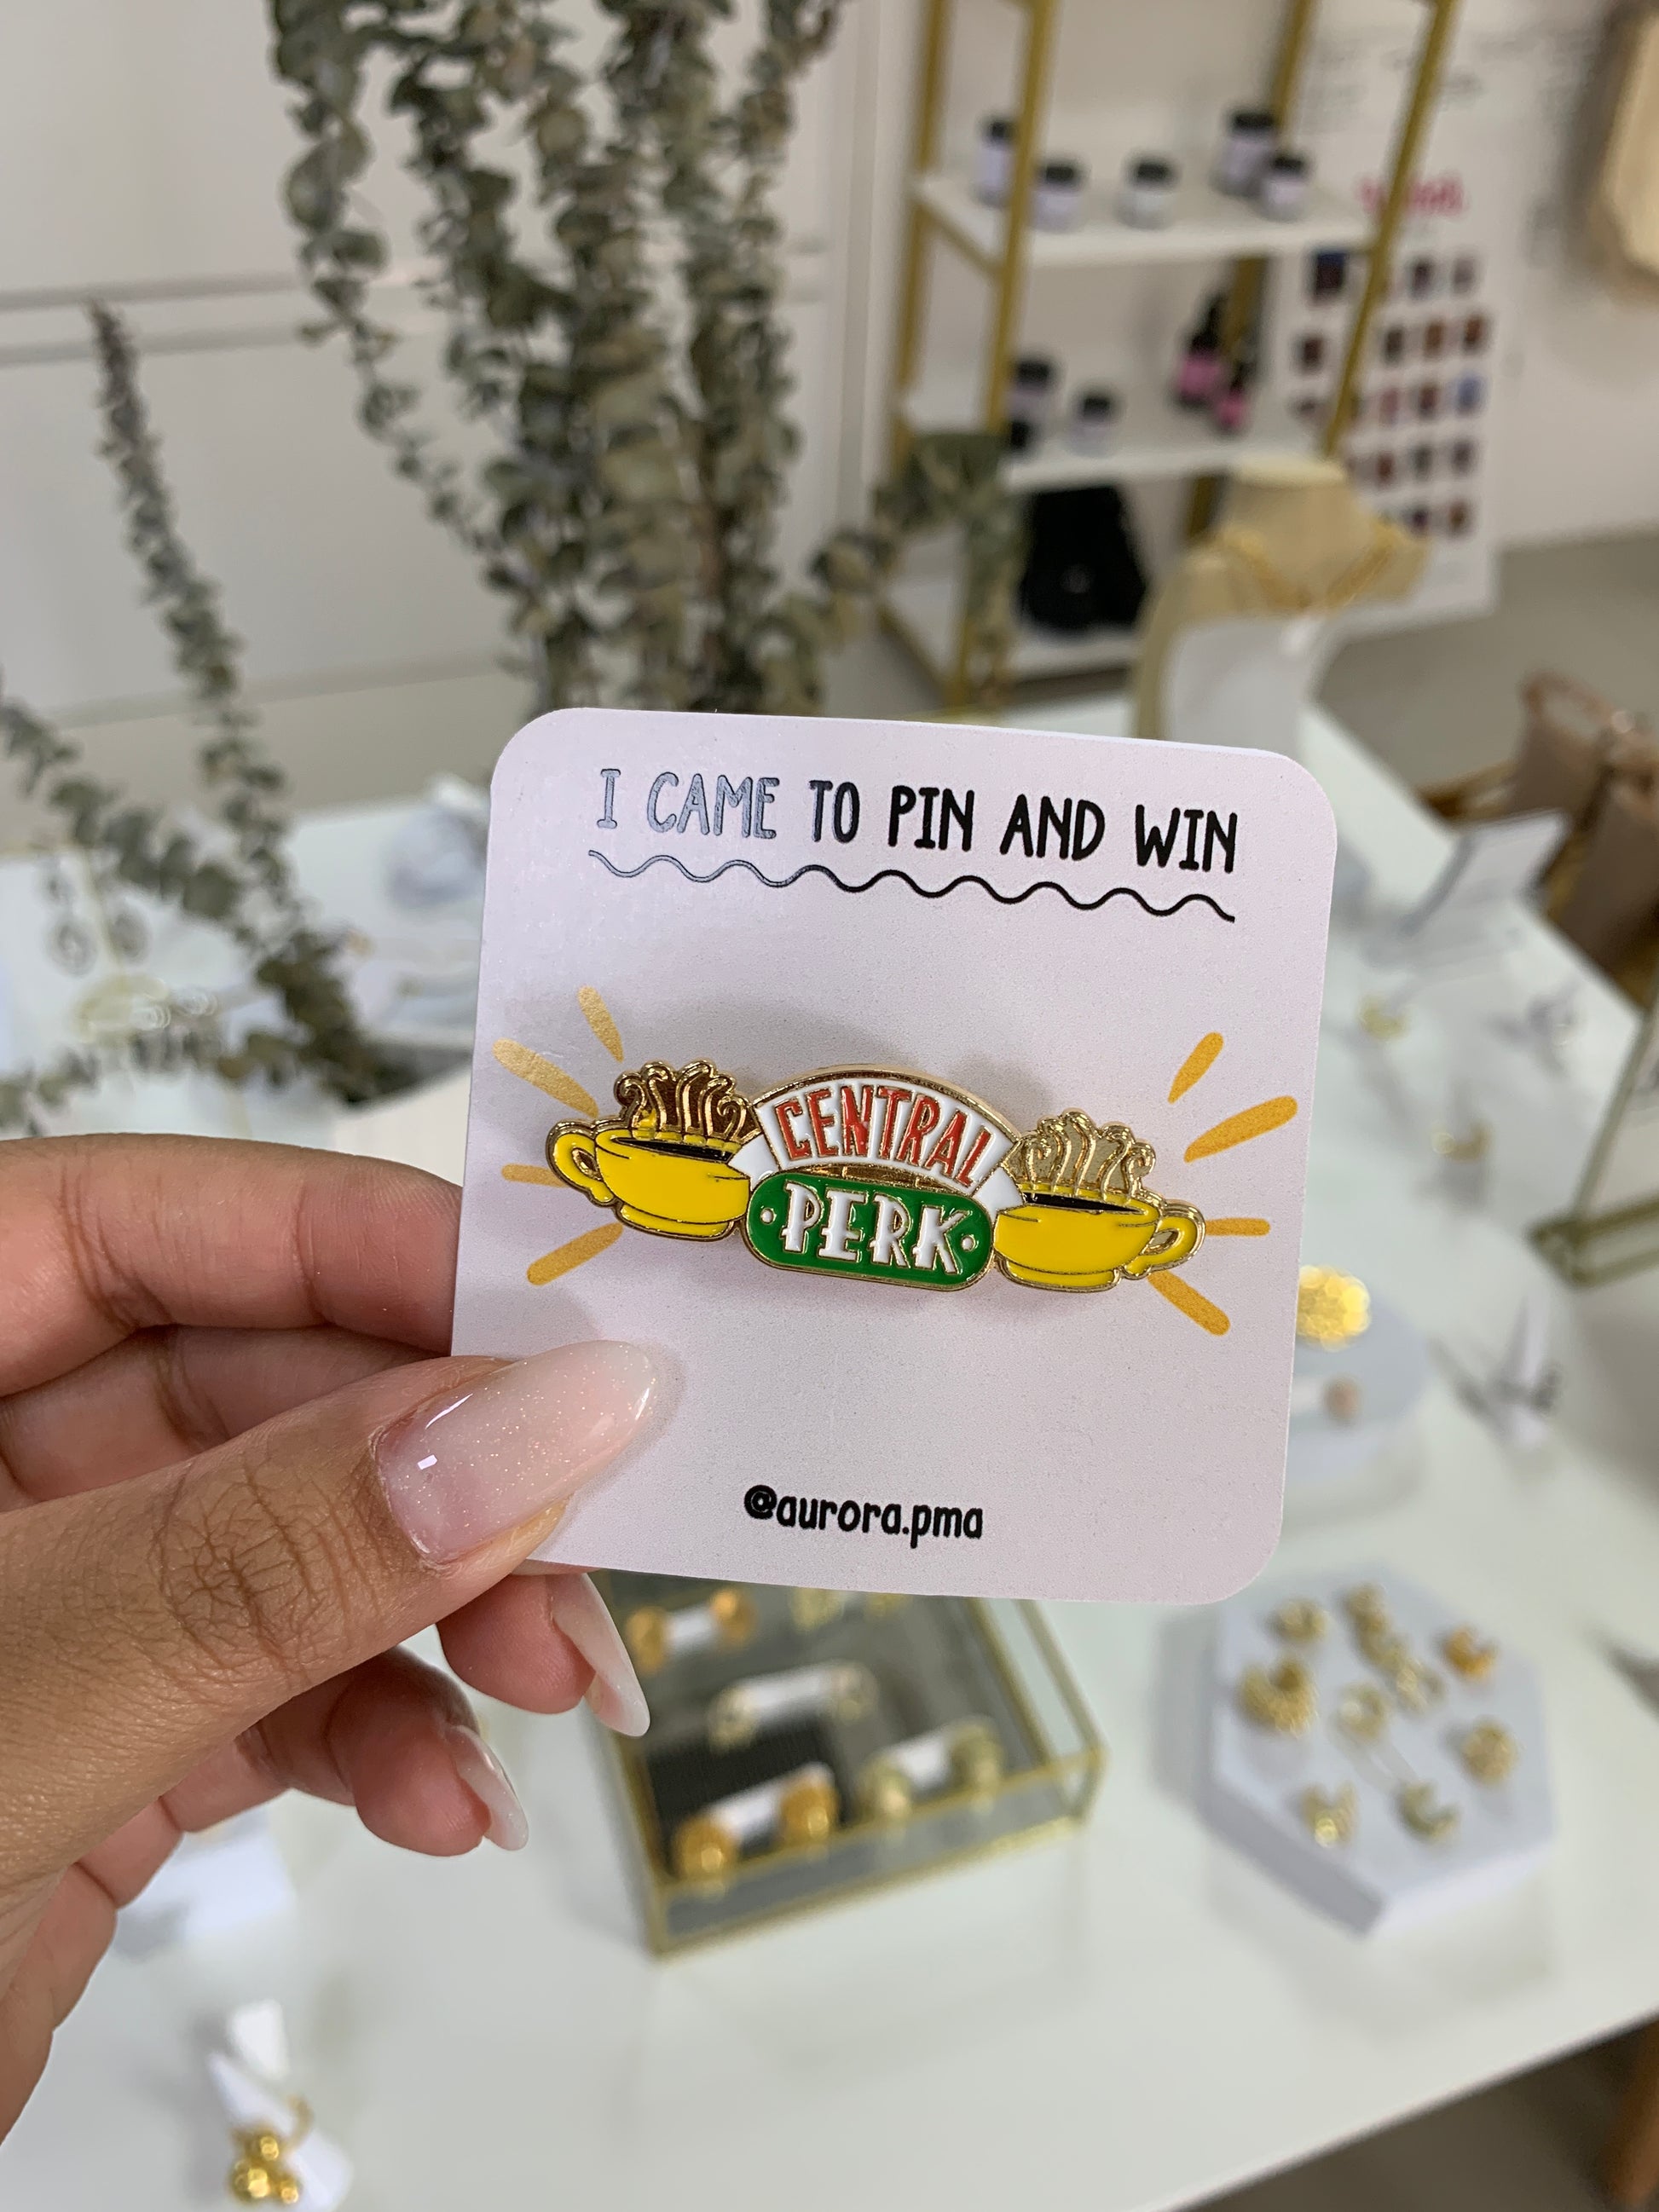 I CAME TO PIN AND WIN
CENTRAL
PERK
@aurora.pma